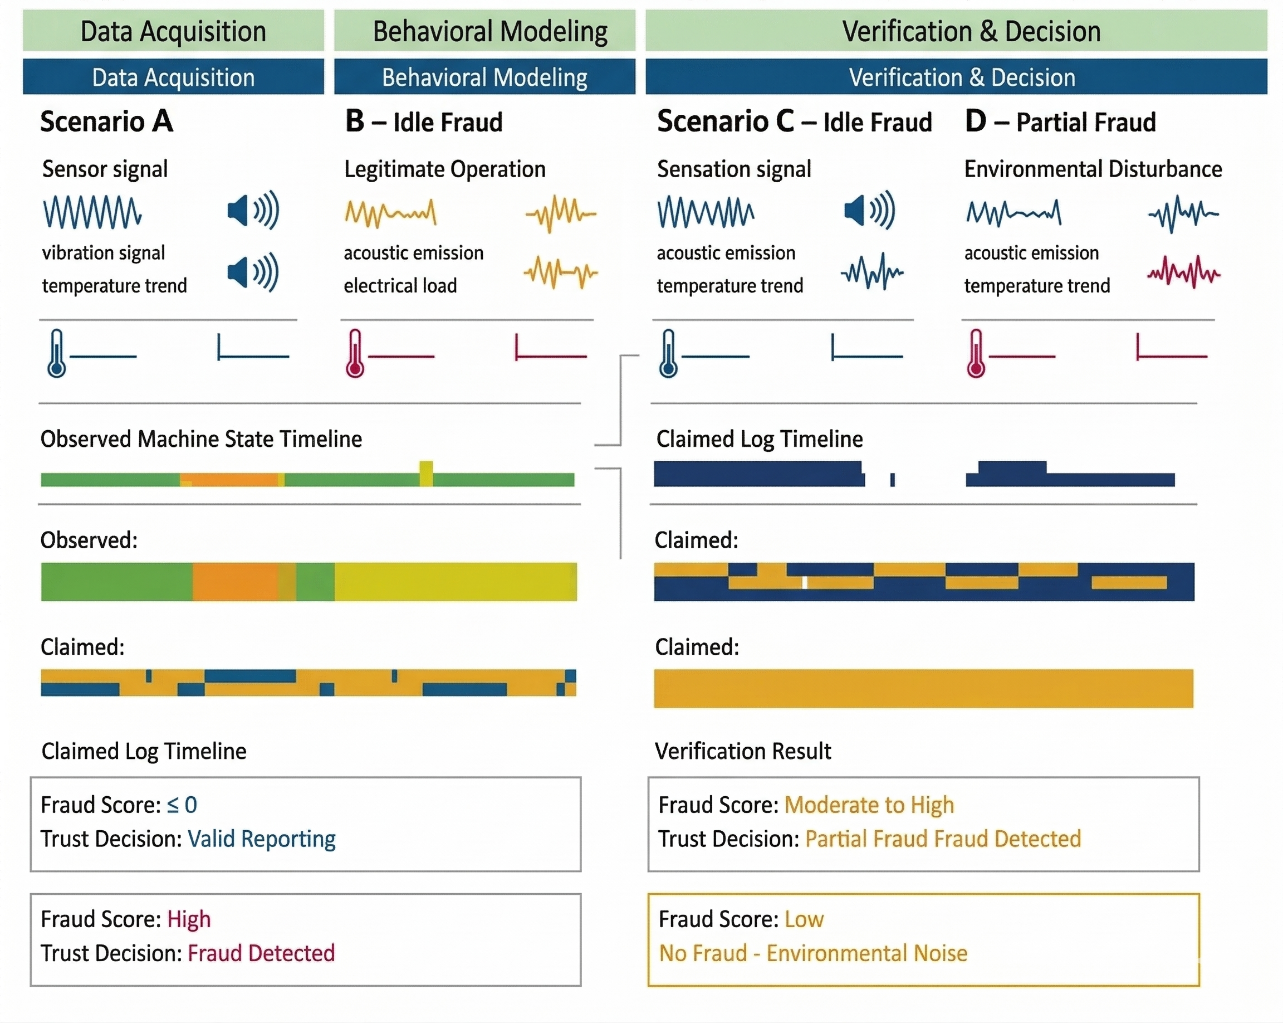 Data Acquisition
Behavioral Modeling
Verification & Decision
Data Acquisition
Behavioral Modeling
Verification & Decision
Scenario A
Sensor signal
vibration signal
temperature trend
B – Idle Fraud
Legitimate Operation
acoustic emission
electrical load
Scenario C – Idle Fraud
Sensation signal
acoustic emission
temperature trend
D – Partial Fraud
Environmental Disturbance
acoustic emission
temperature trend
Observed Machine State Timeline
Observed:
Claimed:
Claimed Log Timeline
Fraud Score: ≤ 0
Trust Decision: Valid Reporting
Fraud Score: High
Trust Decision: Fraud Detected
Claimed Log Timeline
Claimed:
Claimed:
Verification Result
Fraud Score: Moderate to High
Trust Decision: Partial Fraud Fraud Detected
Fraud Score: Low
No Fraud - Environmental Noise